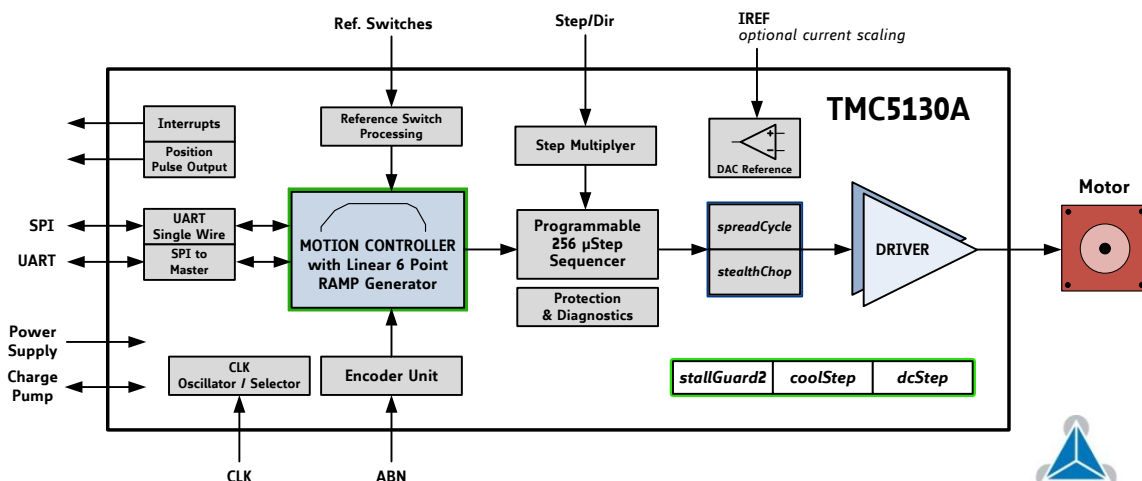 Ref. Switches
Step/Dir
IREF
optional current scaling
TMC5130A
Interrupts
Position
Pulse Output
Reference Switch
Processing
Step Multiplyer
DAC Reference
Motor
SPI
UART
UART
Single Wire
SPI to
Master
MOTION CONTROLLER
with Linear 6 Point
RAMP Generator
Programmable
256 µStep
Sequencer
spreadCycle
stealthChop
DRIVER
Protection
& Diagnostics
Power
Supply
Charge
Pump
CLK
Oscillator / Selector
Encoder Unit
stallGuard2
coolStep
dcStep
CLK
ABN